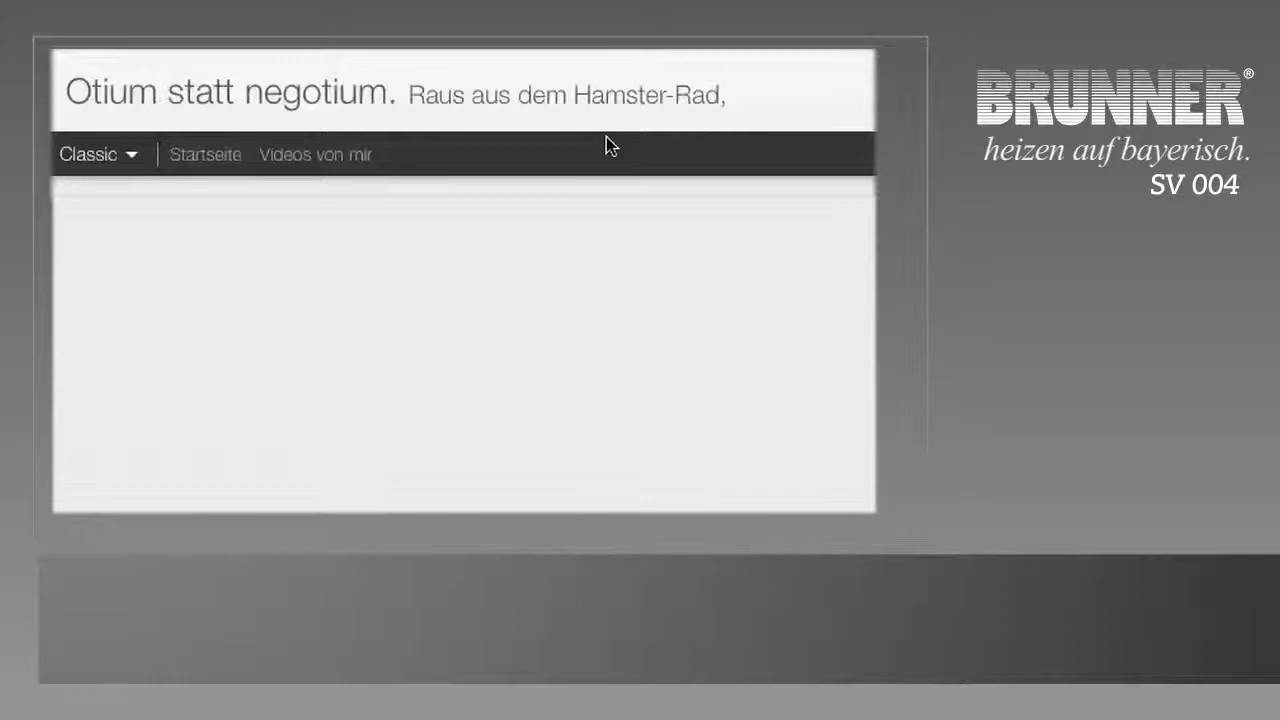 Otium statt negotium. Raus aus dem Hamster-Rad,
Classic Startseite Videos von mir
BRUNNER®
heizen auf bayerisch.
SV 004